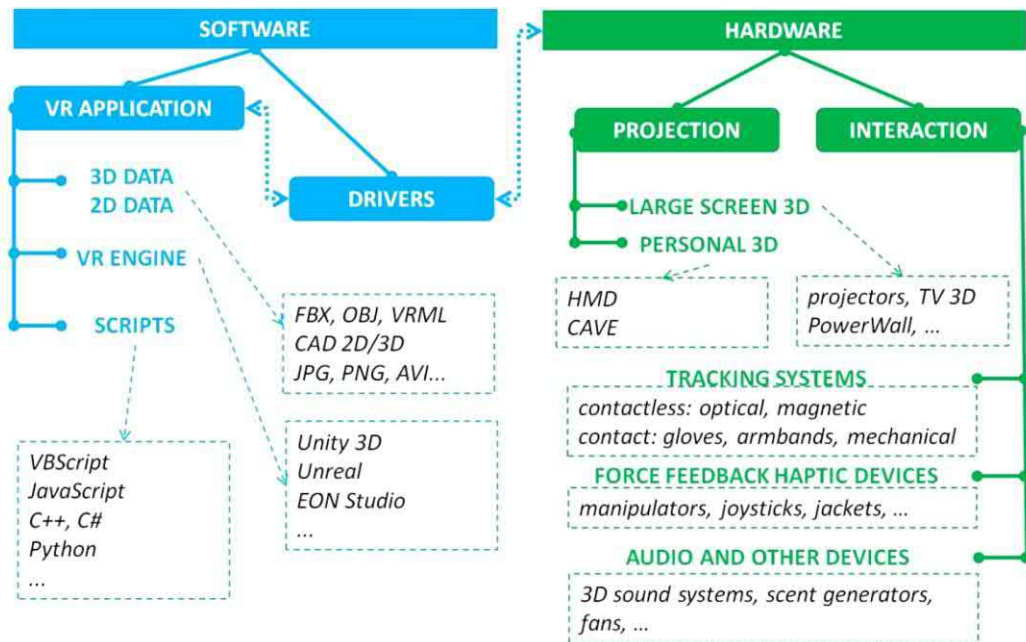 SOFTWARE
VR APPLICATION
DRIVERS
3D DATA
2D DATA
VR ENGINE
SCRIPTS
FBX, OBJ, VRML
CAD 2D/3D
JPG, PNG, AVI...
VBScript
JavaScript
C++, C#
Python
...
Unity 3D
Unreal
EON Studio
...
HARDWARE
PROJECTION
INTERACTION
LARGE SCREEN 3D
PERSONAL 3D
HMD
CAVE
projectors, TV 3D
PowerWall, ...
TRACKING SYSTEMS
contactless: optical, magnetic
contact: gloves, armbands, mechanical
FORCE FEEDBACK HAPTIC DEVICES
manipulators, joysticks, jackets, ...
AUDIO AND OTHER DEVICES
3D sound systems, scent generators,
fans, ...